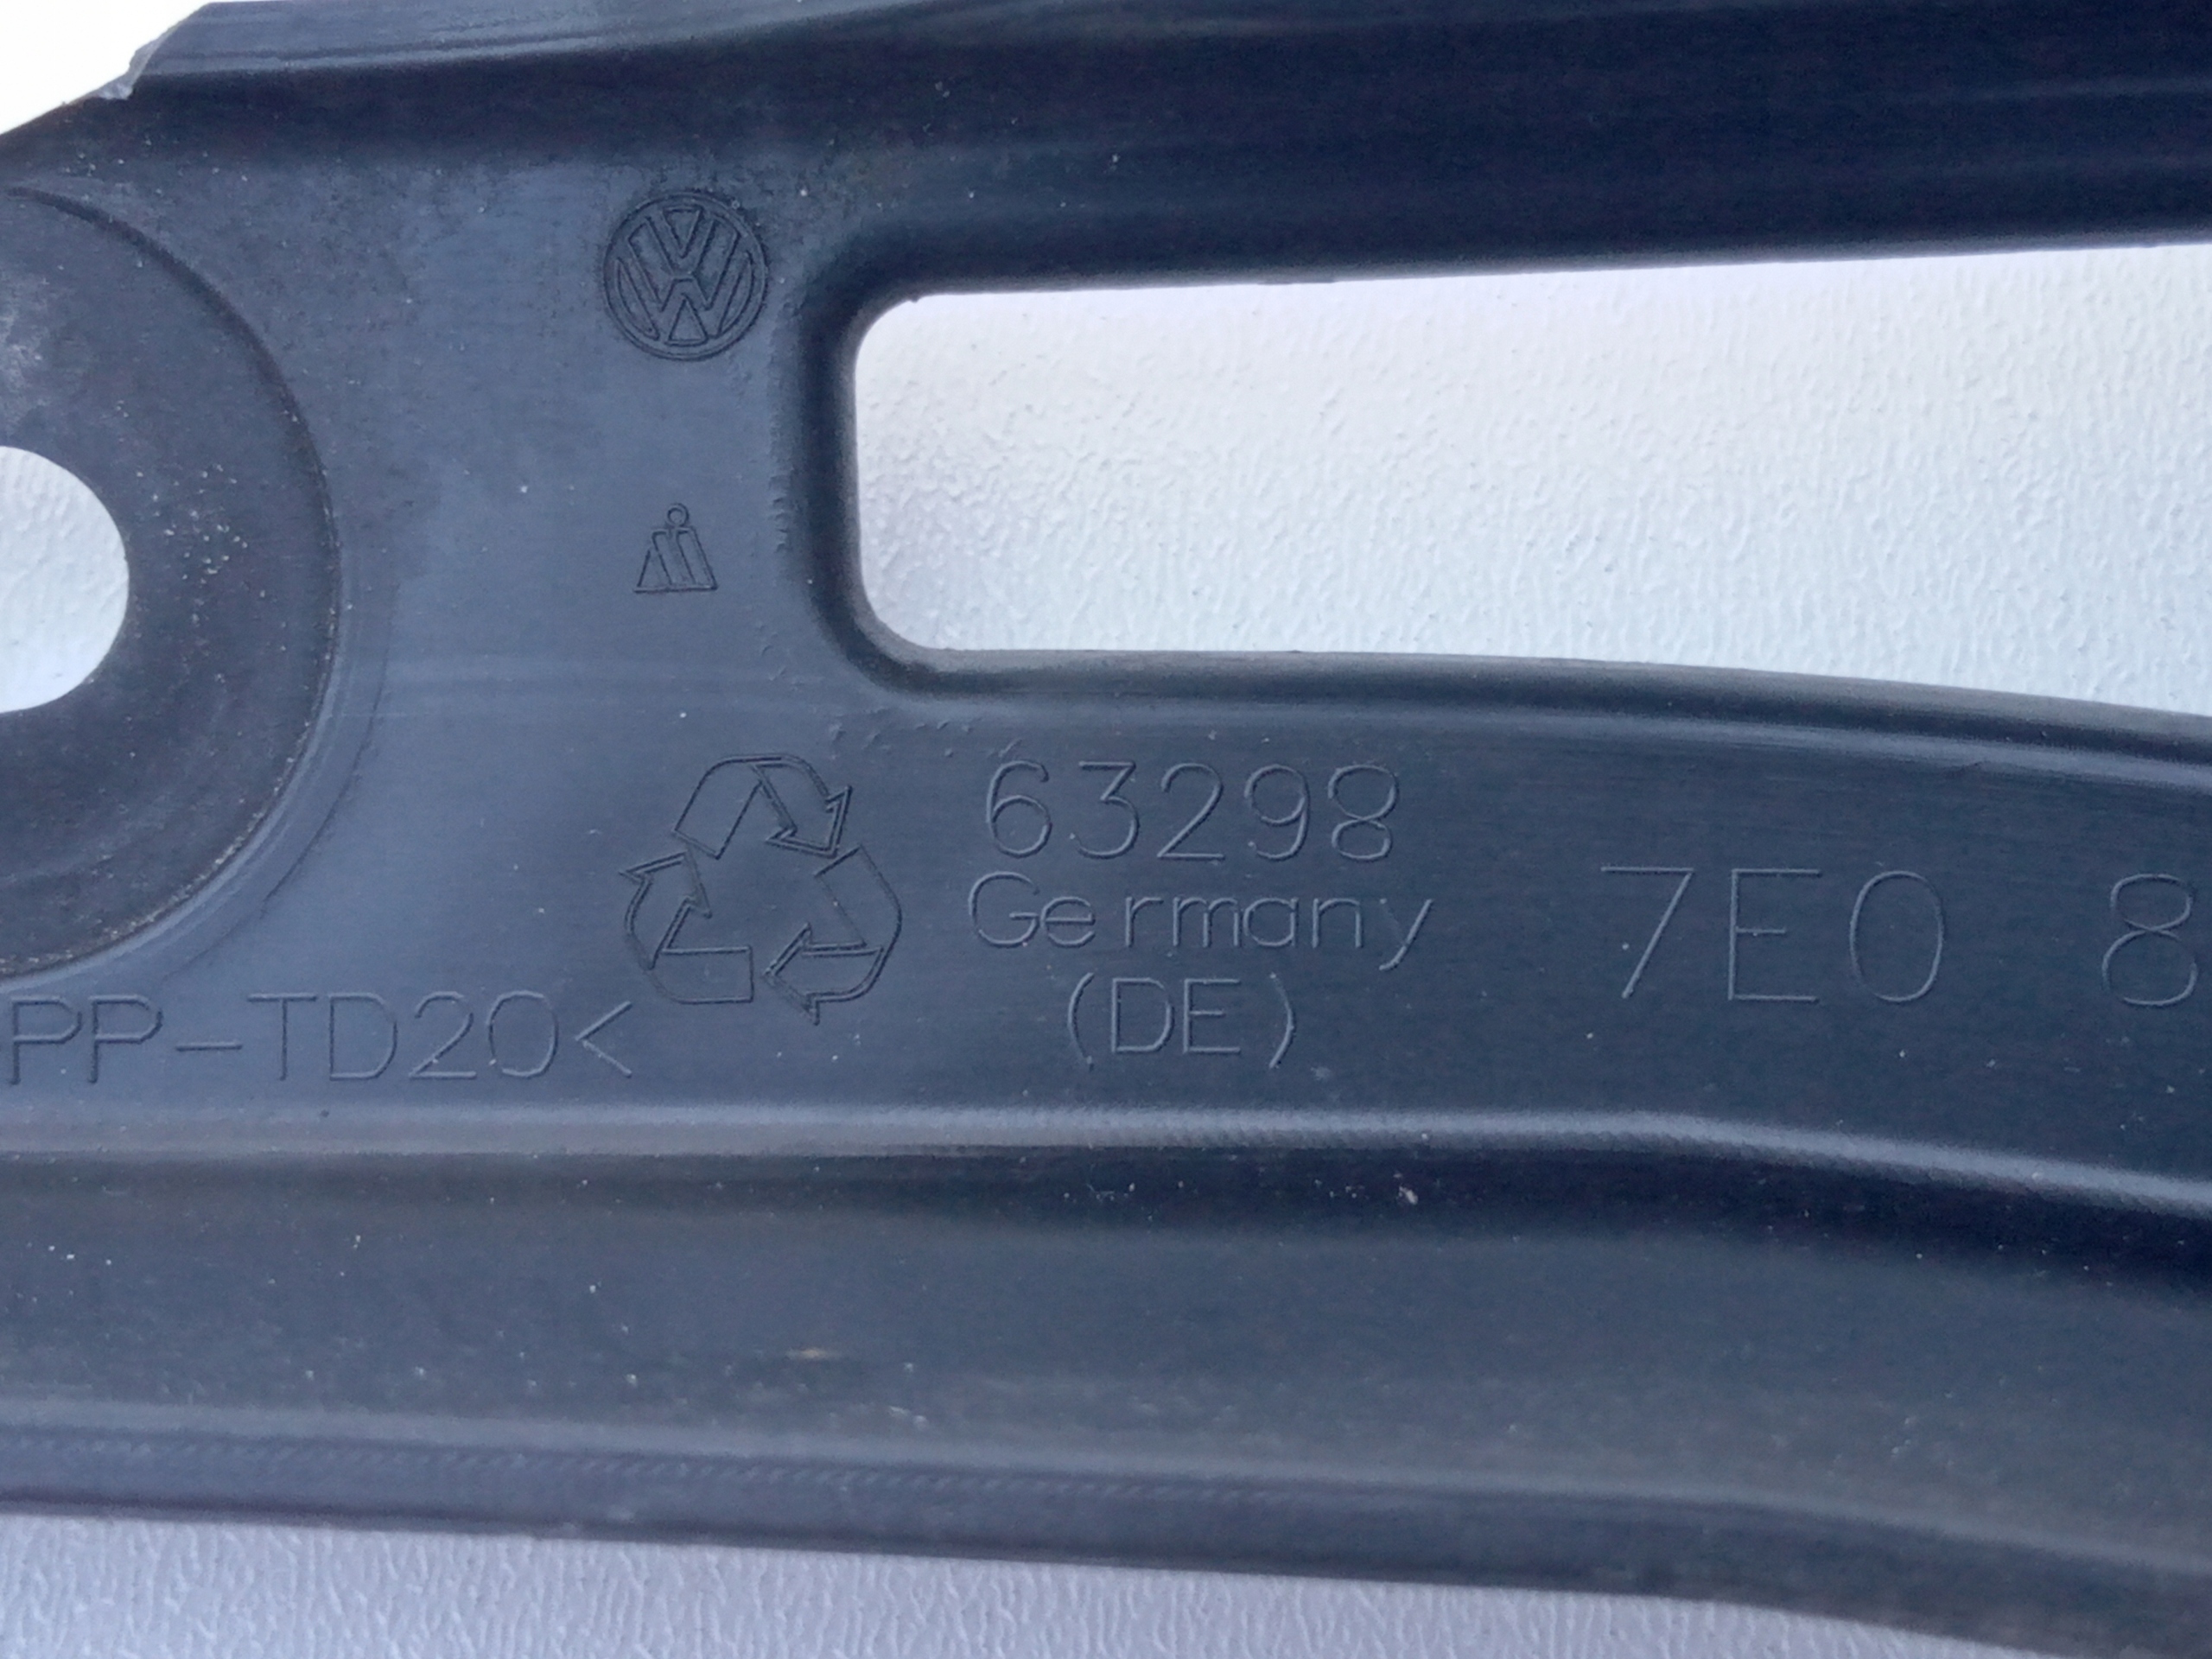 63298
Germany
(DE)
7E0 8
PP-TD20<